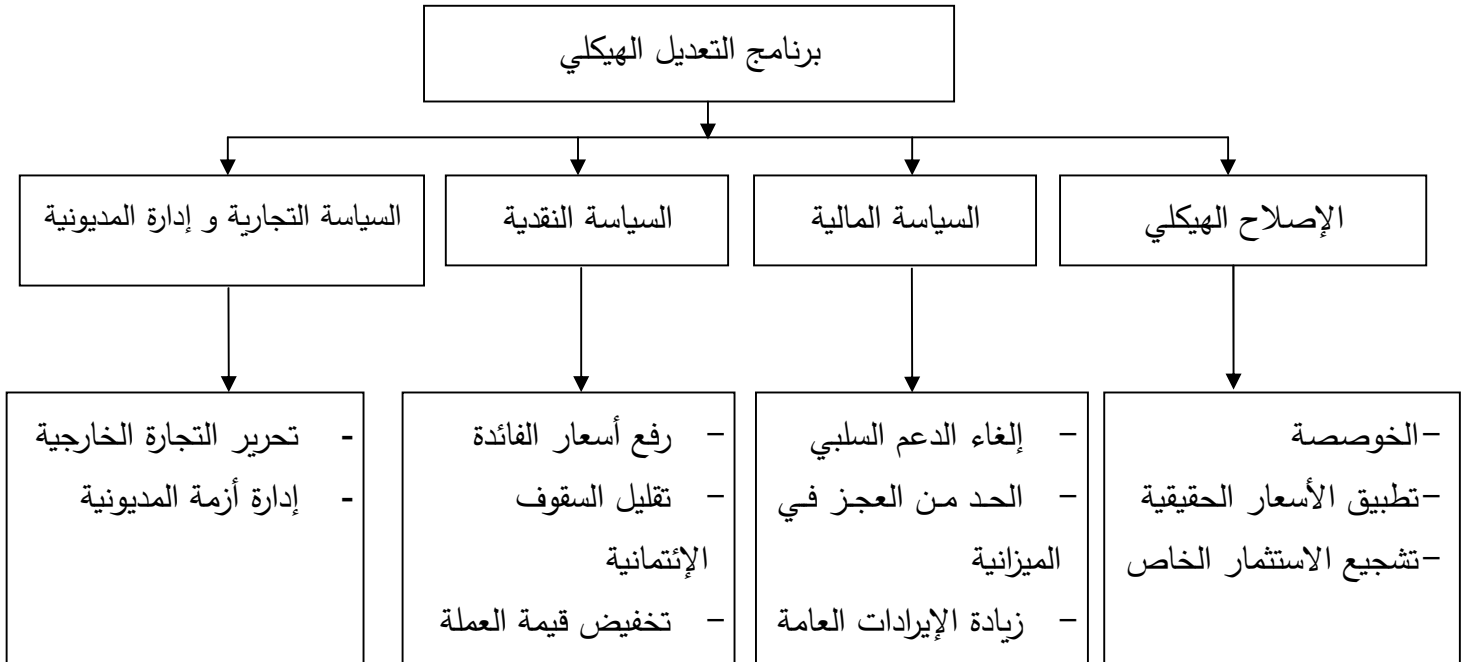 برنامج التعديل الهيكلي
الإصلاح الهيكلي
السياسة المالية
السياسة النقدية
السياسة التجارية و إدارة المديونية
–الخوصصة
–تطبيق الأسعار الحقيقية
–تشجيع الاستثمار الخاص
– إلغاء الدعم السلبي
– الحد من العجز في
الميزانية
– زيادة الإيرادات العامة
– رفع أسعار الفائدة
– تقليل السقوف
الإئتمانية
– تخفيض قيمة العملة
- تحرير التجارة الخارجية
- إدارة أزمة المديونية